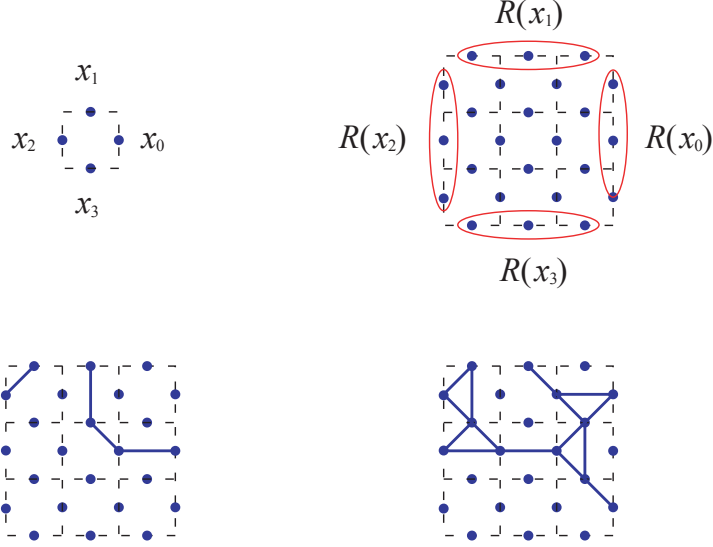 R(x₁)
x₁
x₂
x₀
R(x₂)
R(x₀)
x₃
R(x₃)